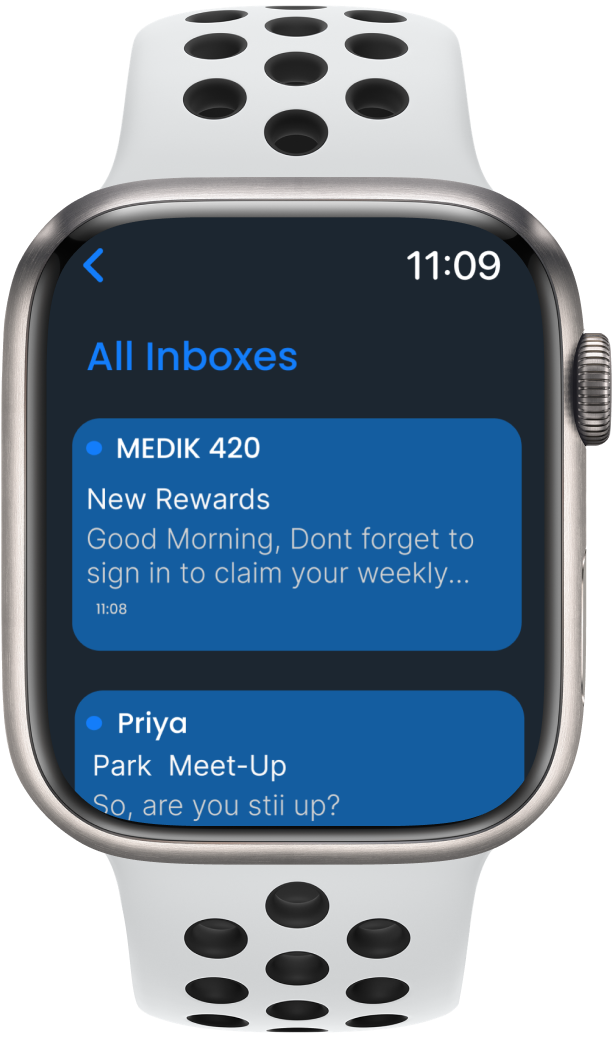 11:09
All Inboxes
MEDIK 420
New Rewards
Good Morning, Dont forget to
sign in to claim your weekly...
11:08
Priya
Park Meet-Up
So, are you stii up?